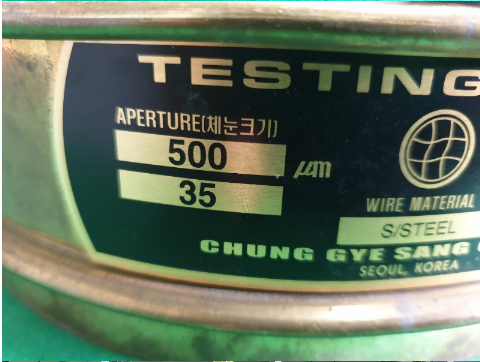 TESTING
APERTURE(체눈크기)
500
μm
35
WIRE MATERIAL
S/STEEL
CHUNG GYE SANG
SEOUL, KOREA